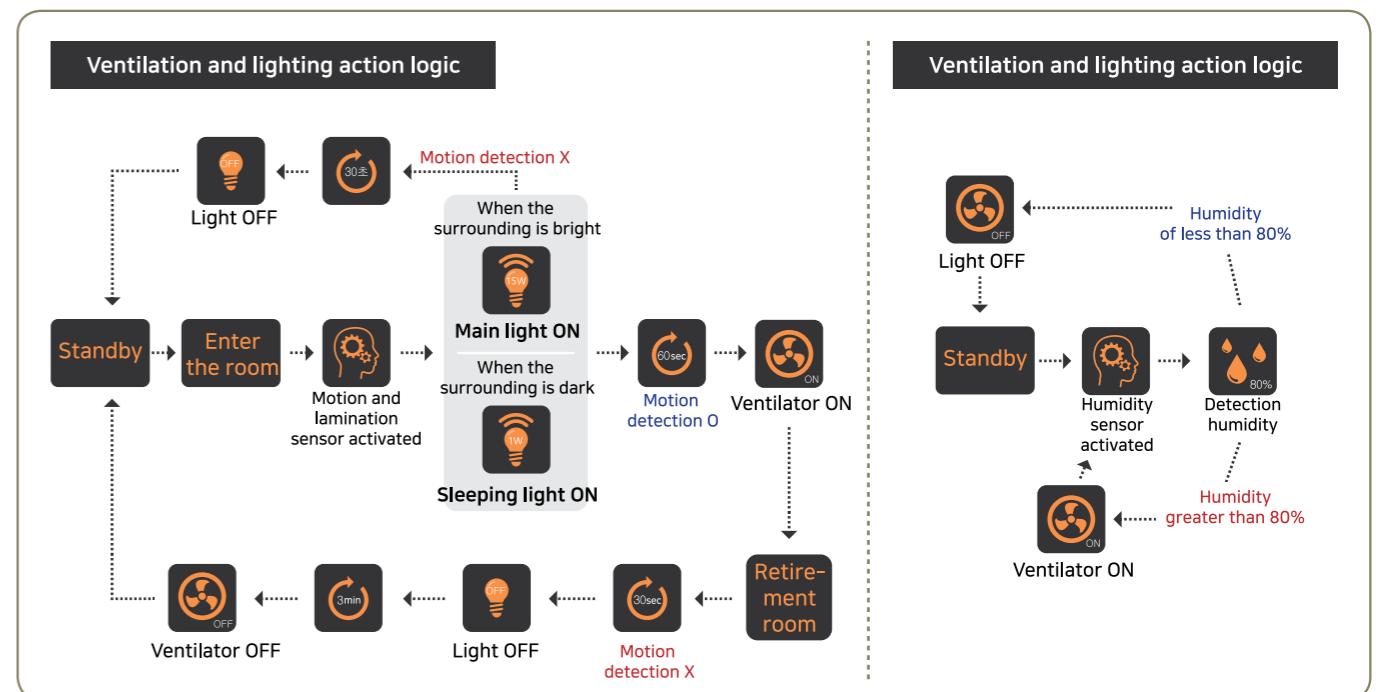 Ventilation and lighting action logic
OFF
Light OFF
30초
Motion detection X
When the
surrounding is bright
15W
Main light ON
When the
surrounding is dark
1W
Sleeping light ON
Standby
Enter
the room
Motion and
lamination
sensor activated
60sec
Motion
detection O
ON
Ventilator ON
Retire-
ment
room
30sec
Motion
detection X
OFF
Light OFF
3min
OFF
Ventilator OFF
Ventilation and lighting action logic
OFF
Light OFF
Humidity
of less than 80%
Standby
Humidity
sensor
activated
80%
Detection
humidity
Humidity
greater than 80%
ON
Ventilator ON